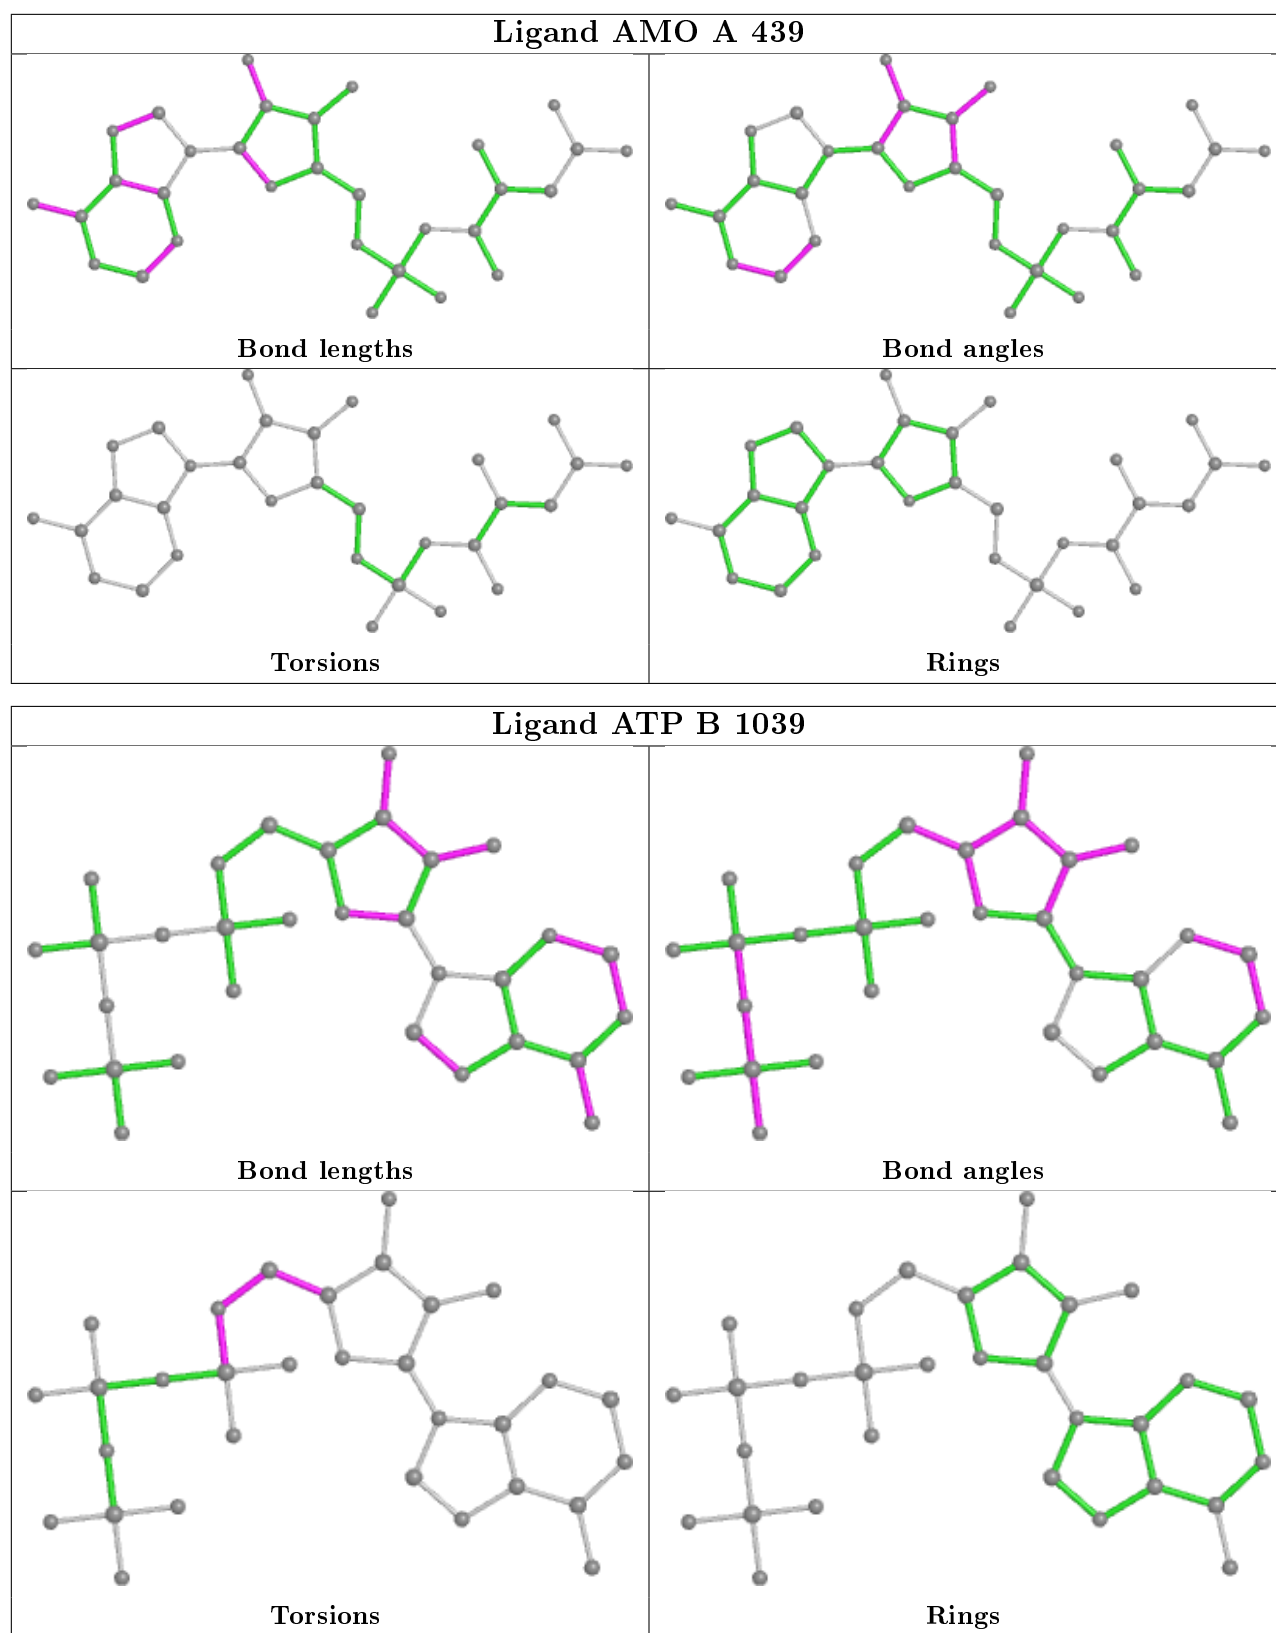 Ligand AMO A 439
Bond lengths
Bond angles
Torsions
Rings
Ligand ATP B 1039
Bond lengths
Bond angles
Torsions
Rings